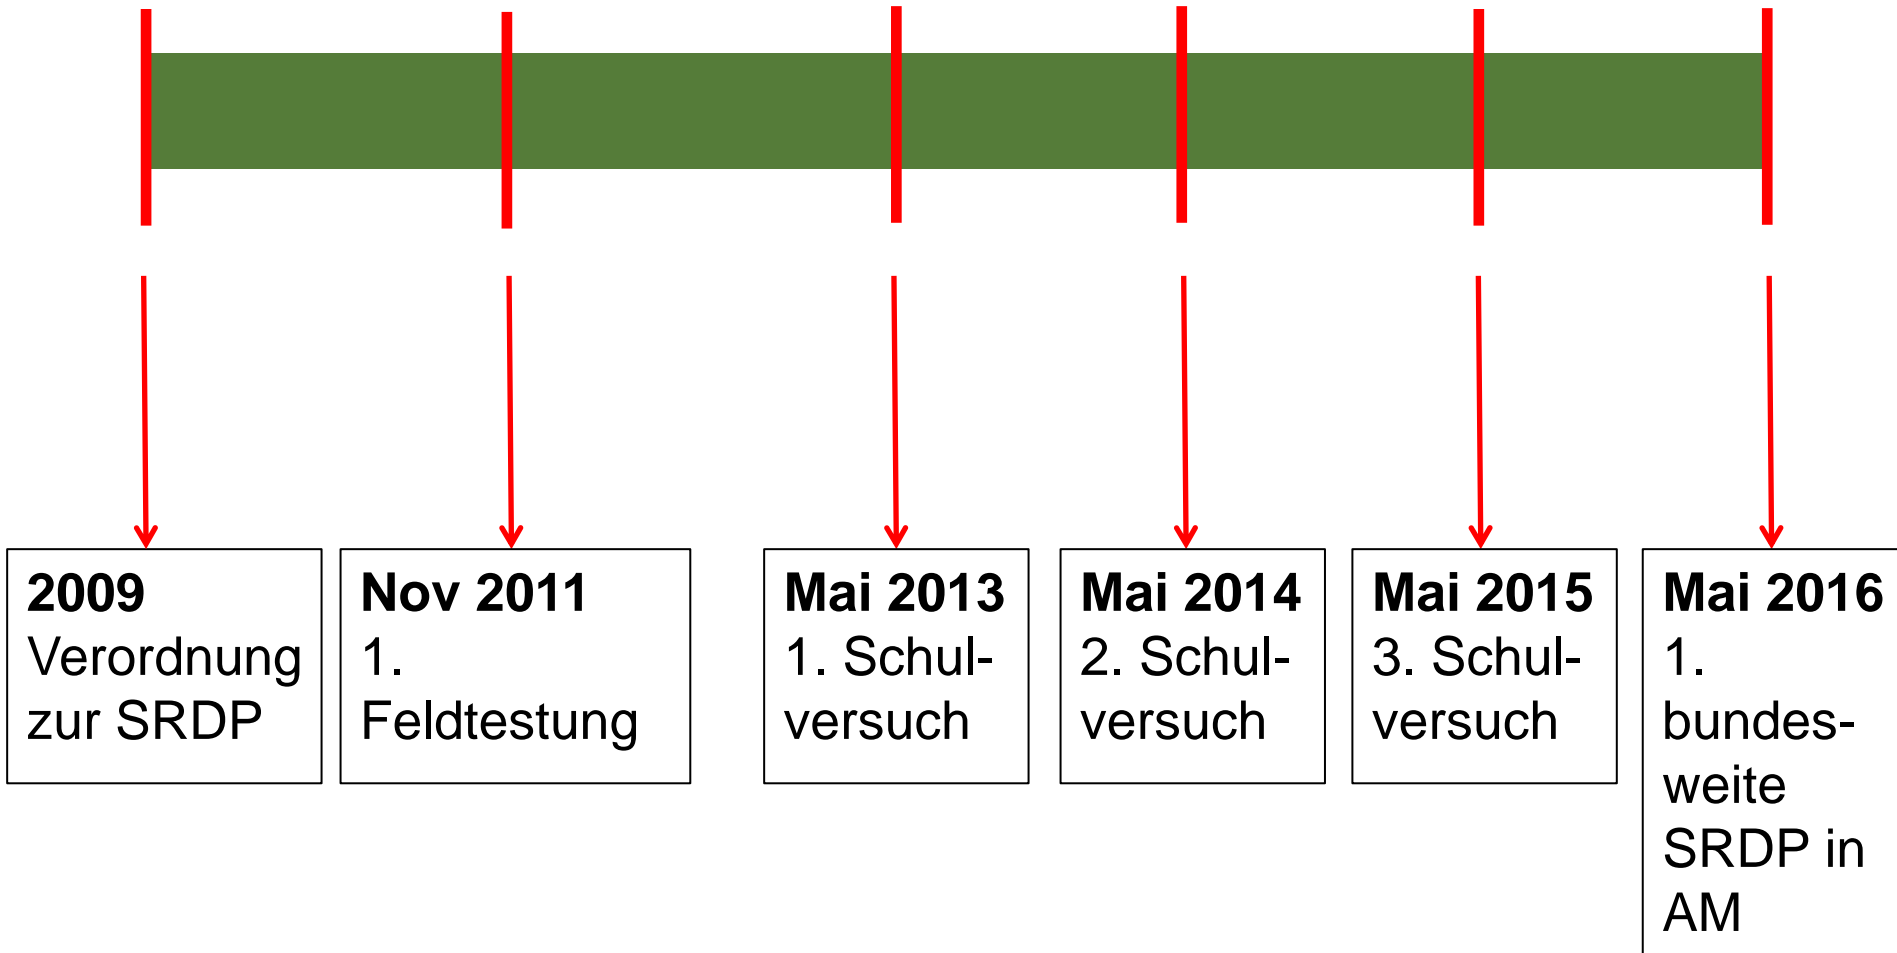 2009
Verordnung
zur SRDP
Nov 2011
1.
Feldtestung
Mai 2013
1. Schul-
versuch
Mai 2014
2. Schul-
versuch
Mai 2015
3. Schul-
versuch
Mai 2016
1.
bundes-
weite
SRDP in
AM